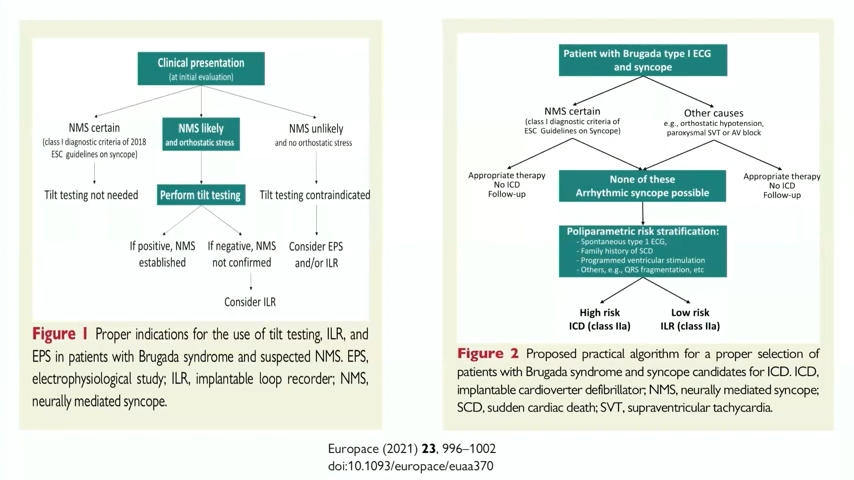 Clinical presentation
(at initial evaluation)
NMS certain
(class I diagnostic criteria of 2018
ESC guidelines on syncope)
NMS likely
and orthostatic stress
NMS unlikely
and no orthostatic stress
Tilt testing not needed
Perform tilt testing
Tilt testing contraindicated
If positive, NMS
established
If negative, NMS
not confirmed
Consider EPS
and/or ILR
Consider ILR
Figure 1 Proper indications for the use of tilt testing, ILR, and
EPS in patients with Brugada syndrome and suspected NMS. EPS,
electrophysiological study; ILR, implantable loop recorder; NMS,
neurally mediated syncope.
Patient with Brugada type I ECG
and syncope
NMS certain
(class I diagnostic criteria of
ESC Guidelines on Syncope)
Other causes
e.g., orthostatic hypotension,
paroxysmal SVT or AV block
Appropriate therapy
No ICD
Follow-up
None of these
Arrhythmic syncope possible
Appropriate therapy
No ICD
Follow-up
Poliparametric risk stratification:
- Spontaneous type 1 ECG,
- Family history of SCD
- Programmed ventricular stimulation
- Others, e.g., QRS fragmentation, etc
High risk
ICD (class IIa)
Low risk
ILR (class IIa)
Figure 2 Proposed practical algorithm for a proper selection of
patients with Brugada syndrome and syncope candidates for ICD. ICD,
implantable cardioverter defibrillator; NMS, neurally mediated syncope;
SCD, sudden cardiac death; SVT, supraventricular tachycardia.
Europace (2021) 23, 996–1002
doi:10.1093/europace/euaa370